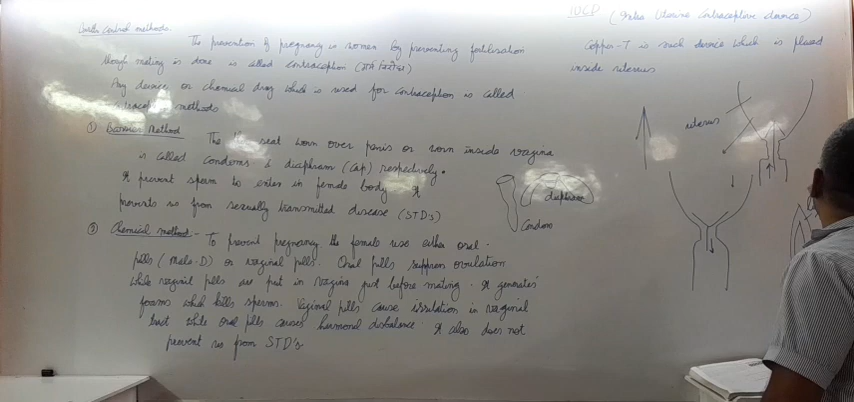 Birth Control methods.
The prevention of pregnancy in women by preventing fertilisation
though mating is done is called contraception (गर्भ निरोधन)
Any device or chemical drug which is used for contraception is called
contraceptive methods
① Barrier Method
The seat worn over penis or worn inside vagina
is called Condoms & diaphram (Cap) respectively.
It prevent sperm to enter in female body. It
prevents us from sexually transmitted disease (STD's)
② Chemical method - To prevent pregnancy the female use either oral
pills (Mala-D) or vaginal pills. Oral pills suppress ovulation
while vaginal pills are put in vagina just before mating. It generates
foams which kills sperms. Vaginal pills cause irritation in vaginal
tract while oral pills causes hormonal disbalance. It also does not
prevent us from STD's
diaphram
Condom
IUCD (Intra Uterine Contraceptive device)
Copper-T is such device which is placed
inside uterus
uterus